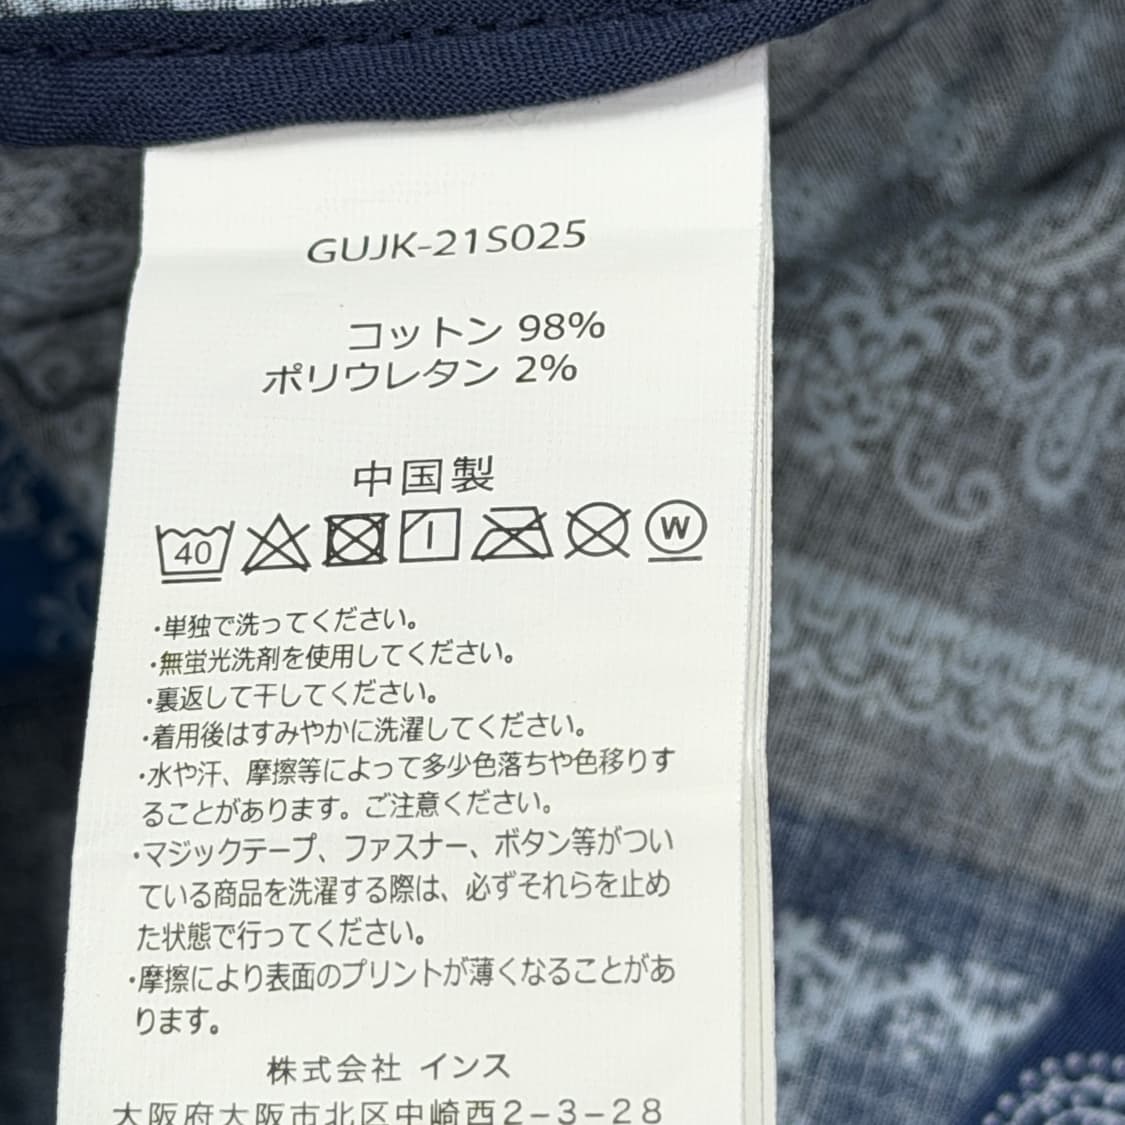 GUJK-21S025
コットン 98%
ポリウレタン 2%
中国製
40 W
・単独で洗ってください。
・無蛍光洗剤を使用してください。
・裏返して干してください。
・着用後はすみやかに洗濯してください。
・水や汗、摩擦等によって多少色落ちや色移りす
ることがあります。ご注意ください。
・マジックテープ、ファスナー、ボタン等がつい
ている商品を洗濯する際は、必ずそれらを止め
た状態で行ってください。
・摩擦により表面のプリントが薄くなることがあ
ります。
株式会社 インス
大阪府大阪市北区中崎西2-3-28